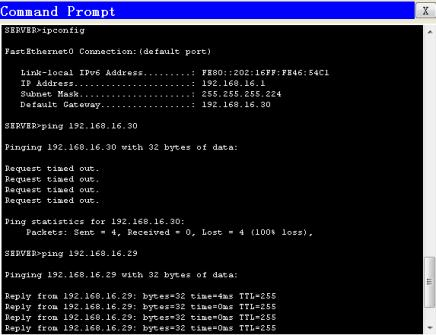 Command Prompt
X
SERVER>ipconfig
FastEthernet0 Connection:(default port)
Link-local IPv6 Address.........: FE80::202:16FF:FE46:54C1
IP Address......................: 192.168.16.1
Subnet Mask.....................: 255.255.255.224
Default Gateway.................: 192.168.16.30
SERVER>ping 192.168.16.30
Pinging 192.168.16.30 with 32 bytes of data:
Request timed out.
Request timed out.
Request timed out.
Request timed out.
Ping statistics for 192.168.16.30:
Packets: Sent = 4, Received = 0, Lost = 4 (100% loss),
SERVER>ping 192.168.16.29
Pinging 192.168.16.29 with 32 bytes of data:
Reply from 192.168.16.29: bytes=32 time=4ms TTL=255
Reply from 192.168.16.29: bytes=32 time=0ms TTL=255
Reply from 192.168.16.29: bytes=32 time=0ms TTL=255
Reply from 192.168.16.29: bytes=32 time=0ms TTL=255